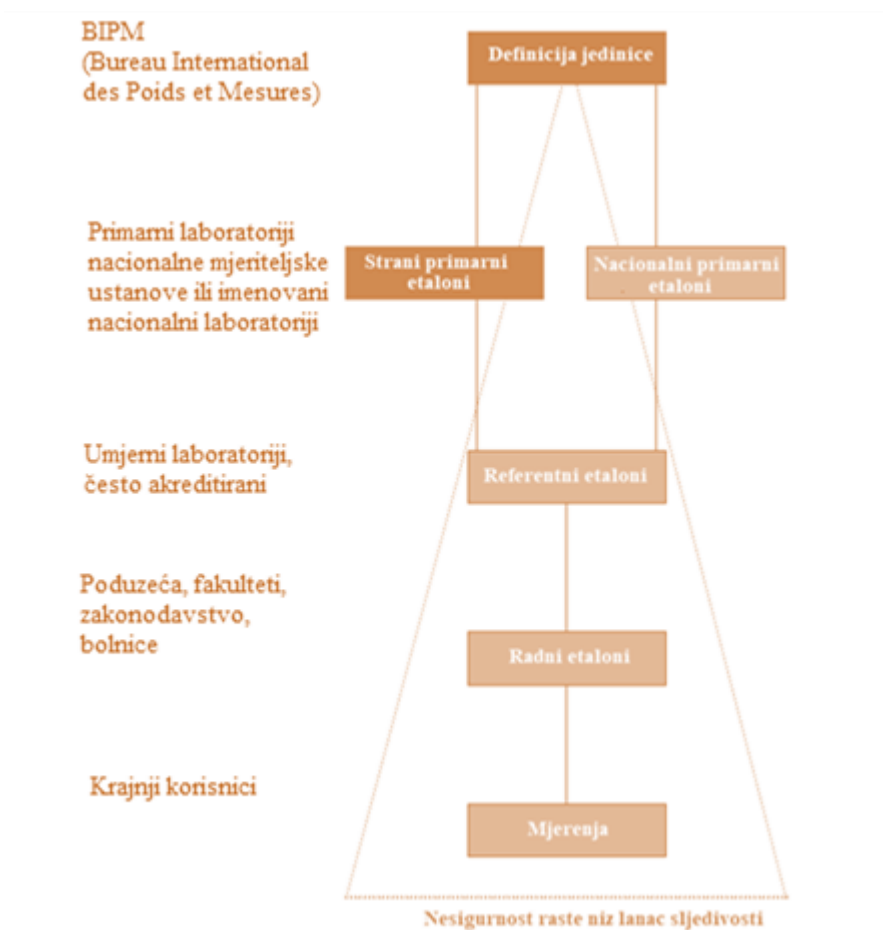 BIPM
(Bureau International
des Poids et Mesures)
Definicija jedinice
Primarni laboratoriji
nacionalne mjeriteljske
ustanove ili imenovani
nacionalni laboratoriji
Strani primarni
etaloni
Nacionalni primarni
etaloni
Umjerni laboratoriji,
često akreditirani
Referentni etaloni
Poduzeća, fakulteti,
zakonodavstvo,
bolnice
Radni etaloni
Krajnji korisnici
Mjerenja
Nesigurnost raste niz lanac sljedivosti